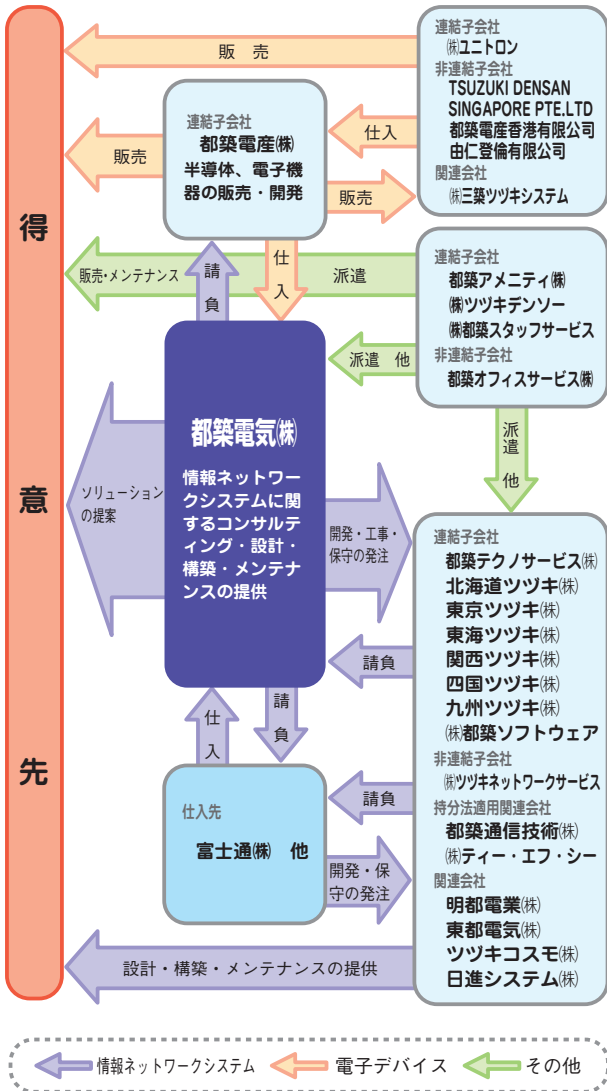 得意先
販　売
連結子会社
㈱ユニトロン
非連結子会社
TSUZUKI DENSAN
SINGAPORE PTE.LTD
都築電産香港有限公司
由仁登倫有限公司
関連会社
㈱三築ツヅキシステム
連結子会社
都築電産㈱
半導体、電子機
器の販売・開発
仕入
販売
販売
販売・メンテナンス
派遣
請負
仕入
連結子会社
都築アメニティ㈱
㈱ツヅキデンソー
㈱都築スタッフサービス
非連結子会社
都築オフィスサービス㈱
派遣　他
派遣　他
都築電気㈱
情報ネットワー
クシステムに関
するコンサルテ
ィング・設計・
構築・メンテナ
ンスの提供
ソリューション
の提案
開発・工事・
保守の発注
請負
連結子会社
都築テクノサービス㈱
北海道ツヅキ㈱
東京ツヅキ㈱
東海ツヅキ㈱
関西ツヅキ㈱
四国ツヅキ㈱
九州ツヅキ㈱
㈱都築ソフトウェア
非連結子会社
㈱ツヅキネットワークサービス
持分法適用関連会社
都築通信技術㈱
㈱ティー・エフ・シー
関連会社
明都電業㈱
東都電気㈱
ツヅキコスモ㈱
日進システム㈱
仕入
請負
仕入先
富士通㈱　他
請負
開発・保
守の発注
設計・構築・メンテナンスの提供
情報ネットワークシステム
電子デバイス
その他